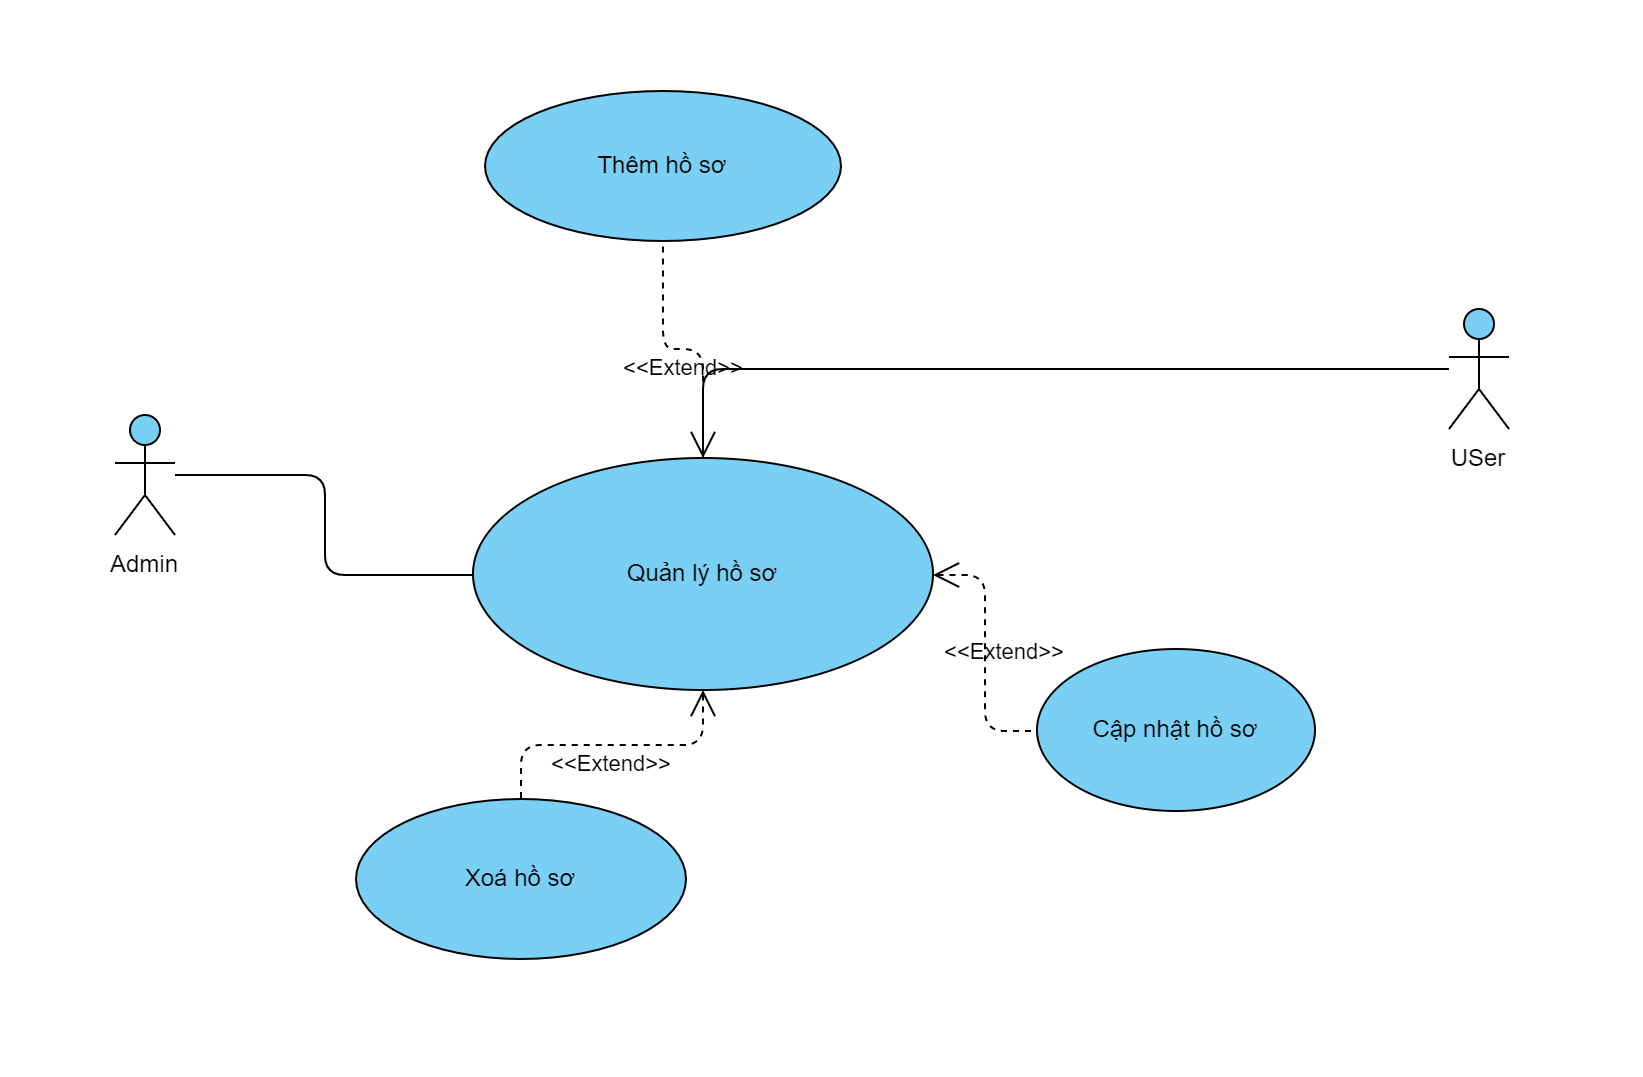 Thêm hồ sơ
<<Extend>>
USer
Admin
Quản lý hồ sơ
<<Extend>>
Cập nhật hồ sơ
<<Extend>>
Xoá hồ sơ